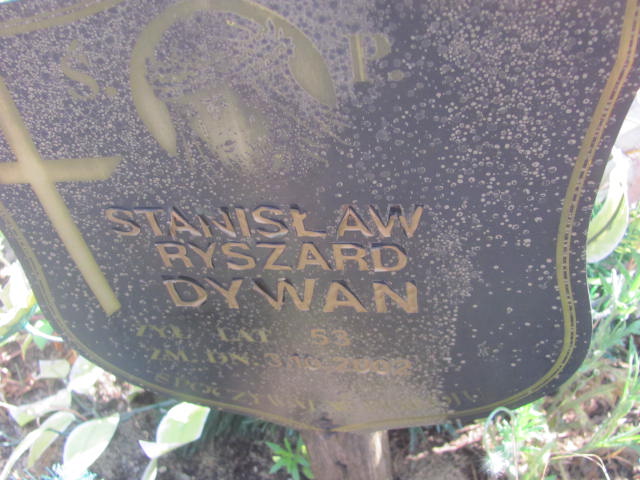 Ś. P.
STANISŁAW
RYSZARD
DYWAN
ŻYŁ LAT 53
ZM. DN.